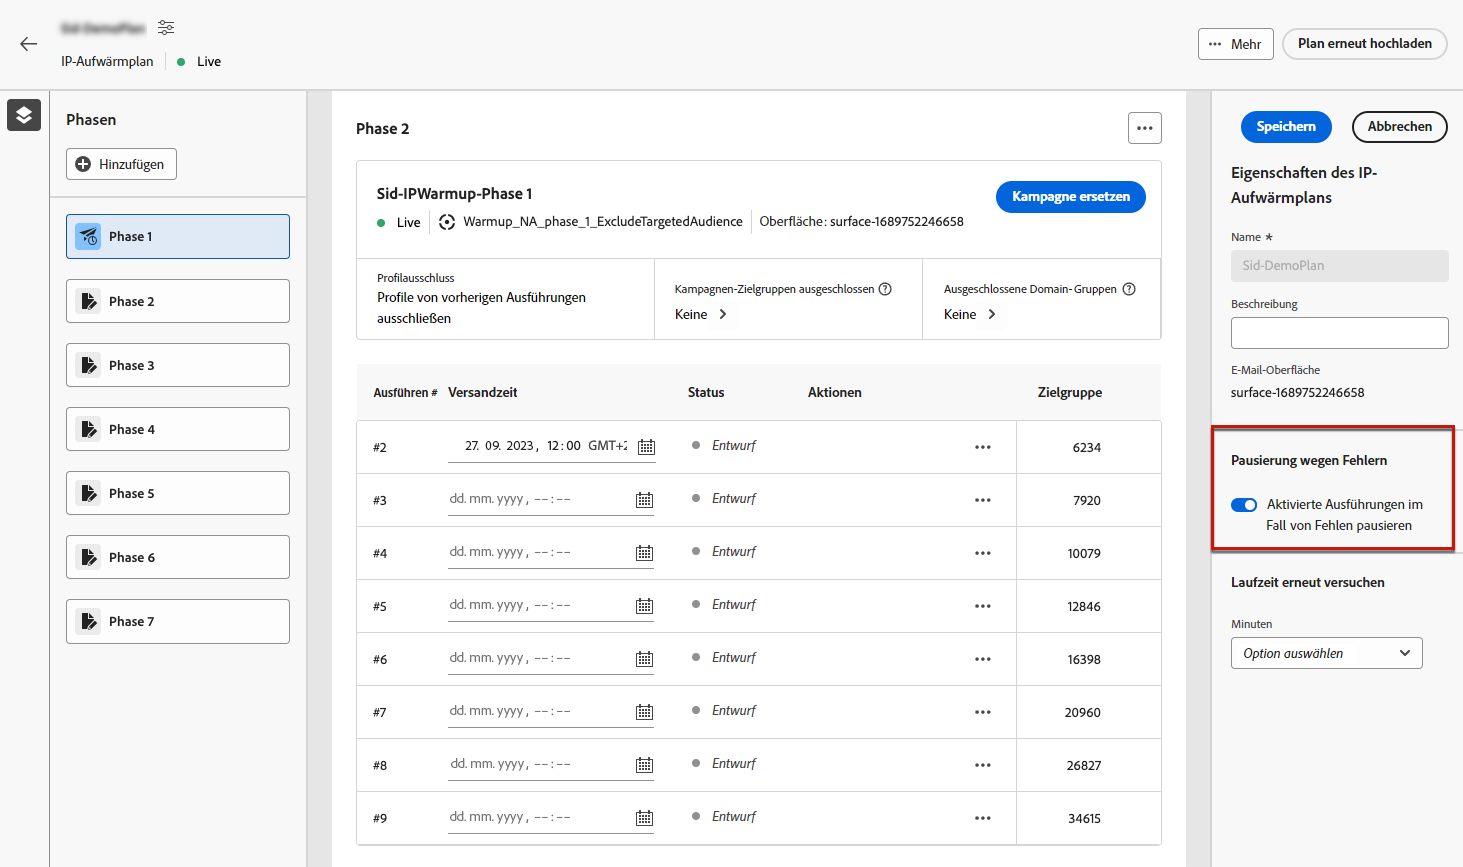 Sid-DemoPlan
IP-Aufwärmplan
Live
Mehr
Plan erneut hochladen
Phasen
Hinzufügen
Phase 1
Phase 2
Phase 3
Phase 4
Phase 5
Phase 6
Phase 7
Phase 2
Sid-IPWarmup-Phase 1
Live
Warmup_NA_phase_1_ExcludeTargetedAudience
Oberfläche: surface-1689752246658
Kampagne ersetzen
Profilausschluss
Profile von vorherigen Ausführungen
ausschließen
Kampagnen-Zielgruppen ausgeschlossen
Keine
Ausgeschlossene Domain-Gruppen
Keine
Ausführen # Versandzeit Status Aktionen Zielgruppe
#2 27. 09. 2023, 12:00 GMT+2 Entwurf 6234
#3 dd. mm. yyyy, --:-- Entwurf 7920
#4 dd. mm. yyyy, --:-- Entwurf 10079
#5 dd. mm. yyyy, --:-- Entwurf 12846
#6 dd. mm. yyyy, --:-- Entwurf 16398
#7 dd. mm. yyyy, --:-- Entwurf 20960
#8 dd. mm. yyyy, --:-- Entwurf 26827
#9 dd. mm. yyyy, --:-- Entwurf 34615
Speichern
Abbrechen
Eigenschaften des IP-
Aufwärmplans
Name *
Sid-DemoPlan
Beschreibung
E-Mail-Oberfläche
surface-1689752246658
Pausierung wegen Fehlern
Aktivierte Ausführungen im
Fall von Fehlen pausieren
Laufzeit erneut versuchen
Minuten
Option auswählen